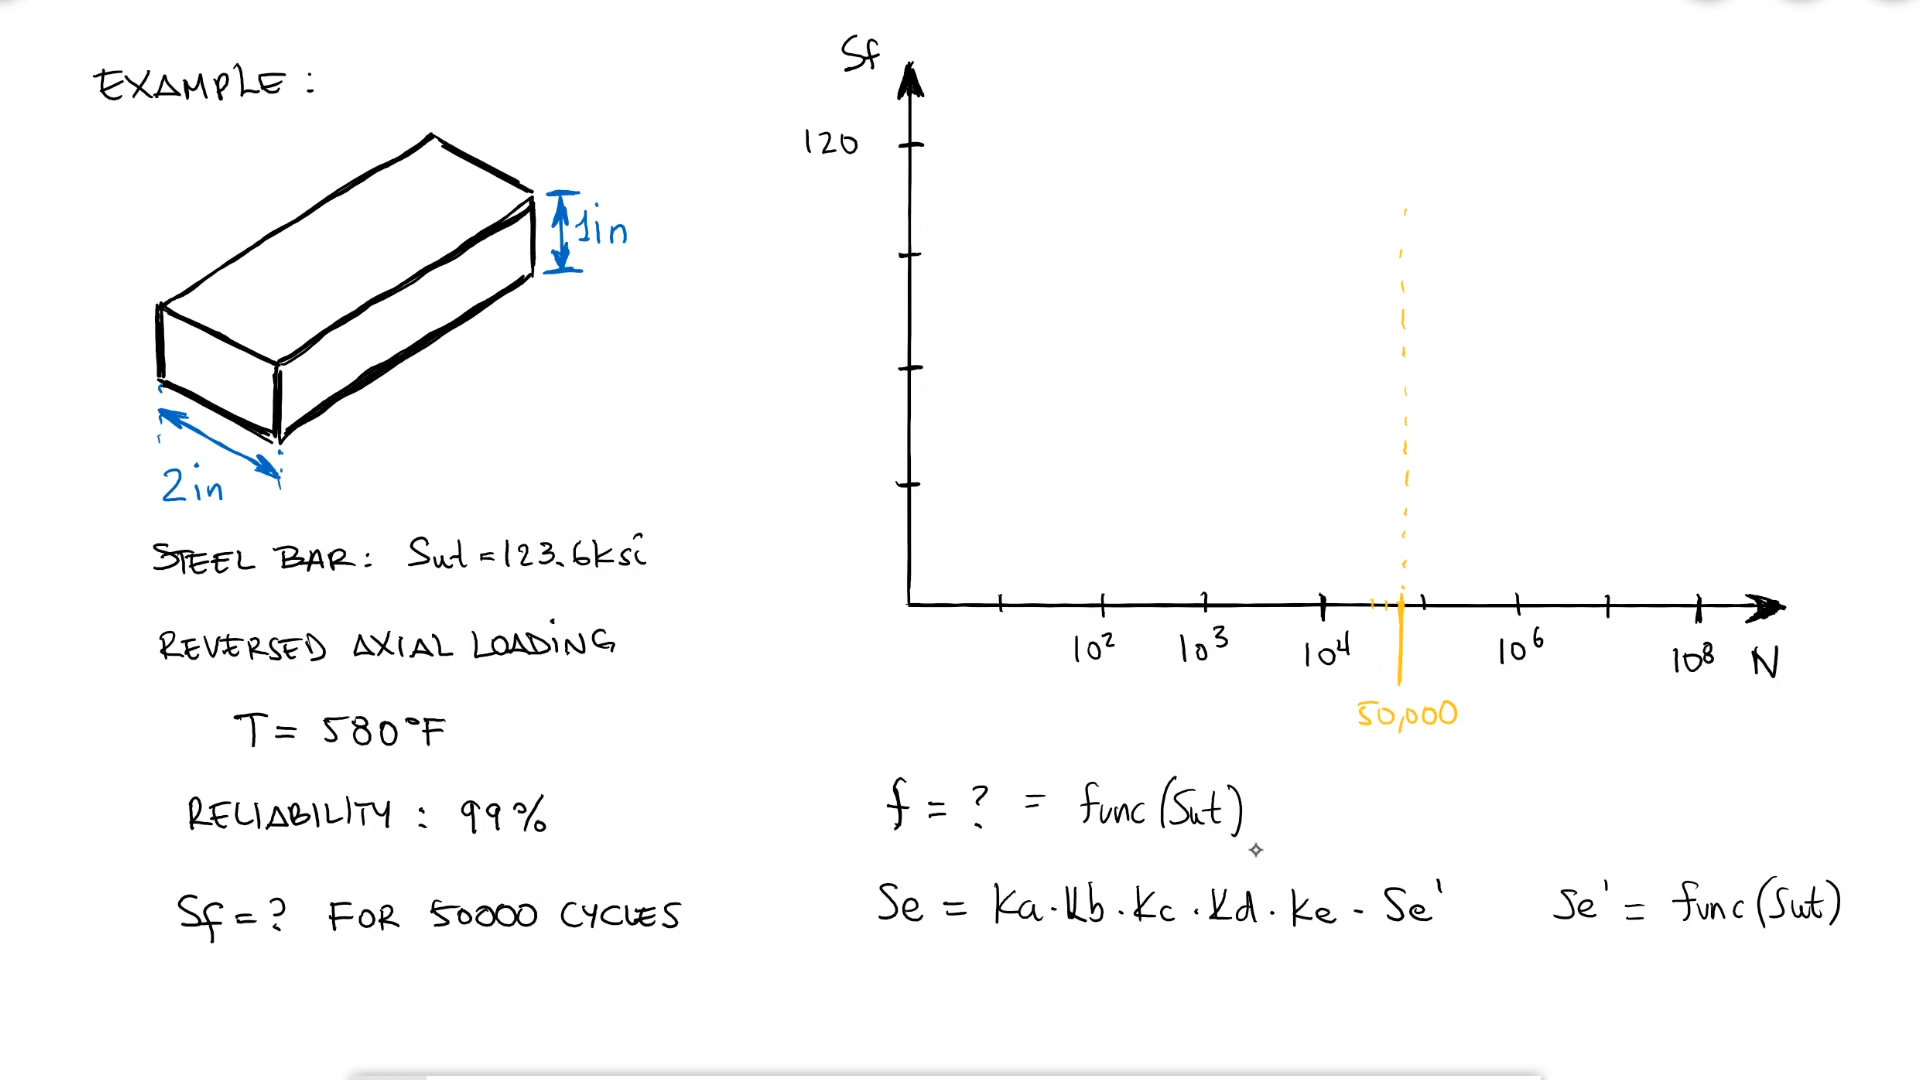 EXAMPLE :
1in
2in
STEEL BAR: Sut = 123.6ksi
REVERSED AXIAL LOADING
T = 580°F
RELIABILITY : 99%
Sf = ? FOR 50000 CYCLES
Sf
120
10² 10³ 10⁴ 10⁶ 10⁸ N
50,000
f = ? = func (Sut)
Se = Ka · Kb · Kc · Kd · Ke · Se' Se' = func (Sut)